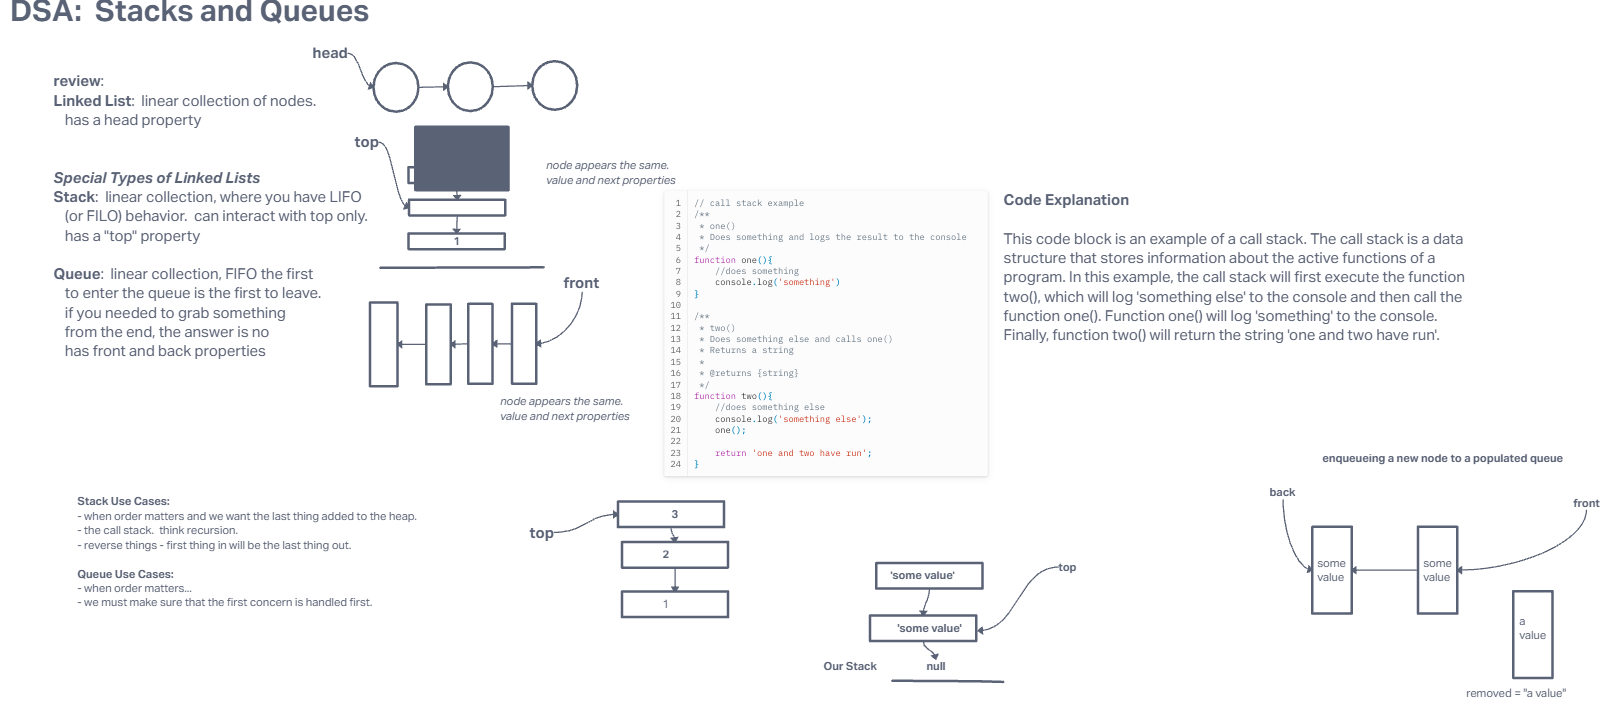 DSA:  Stacks and Queues
head
review:
Linked List:  linear collection of nodes.
has a head property
top
node appears the same.
value and next properties
Special Types of Linked Lists
Stack:  linear collection, where you have LIFO
(or FILO) behavior.  can interact with top only.
has a "top" property
1
Queue:  linear collection, FIFO the first
to enter the queue is the first to leave.
if you needed to grab something
from the end, the answer is no
has front and back properties
front
node appears the same.
value and next properties
1 // call stack example
2 /**
3  * one()
4  * Does something and logs the result to the console
5  */
6 function one(){
7     //does something
8     console.log('something')
9 }
10
11 /**
12  * two()
13  * Does something else and calls one()
14  * Returns a string
15  *
16  * @returns {string}
17  */
18 function two(){
19     //does something else
20     console.log('something else');
21     one();
22
23     return 'one and two have run';
24 }
Code Explanation
This code block is an example of a call stack. The call stack is a data
structure that stores information about the active functions of a
program. In this example, the call stack will first execute the function
two(), which will log 'something else' to the console and then call the
function one(). Function one() will log 'something' to the console.
Finally, function two() will return the string 'one and two have run'.
Stack Use Cases:
- when order matters and we want the last thing added to the heap.
- the call stack.  think recursion.
- reverse things - first thing in will be the last thing out.
Queue Use Cases:
- when order matters...
- we must make sure that the first concern is handled first.
top
3
2
1
'some value'
top
'some value'
Our Stack
null
enqueueing a new node to a populated queue
back
front
some
value
some
value
a
value
removed = "a value"